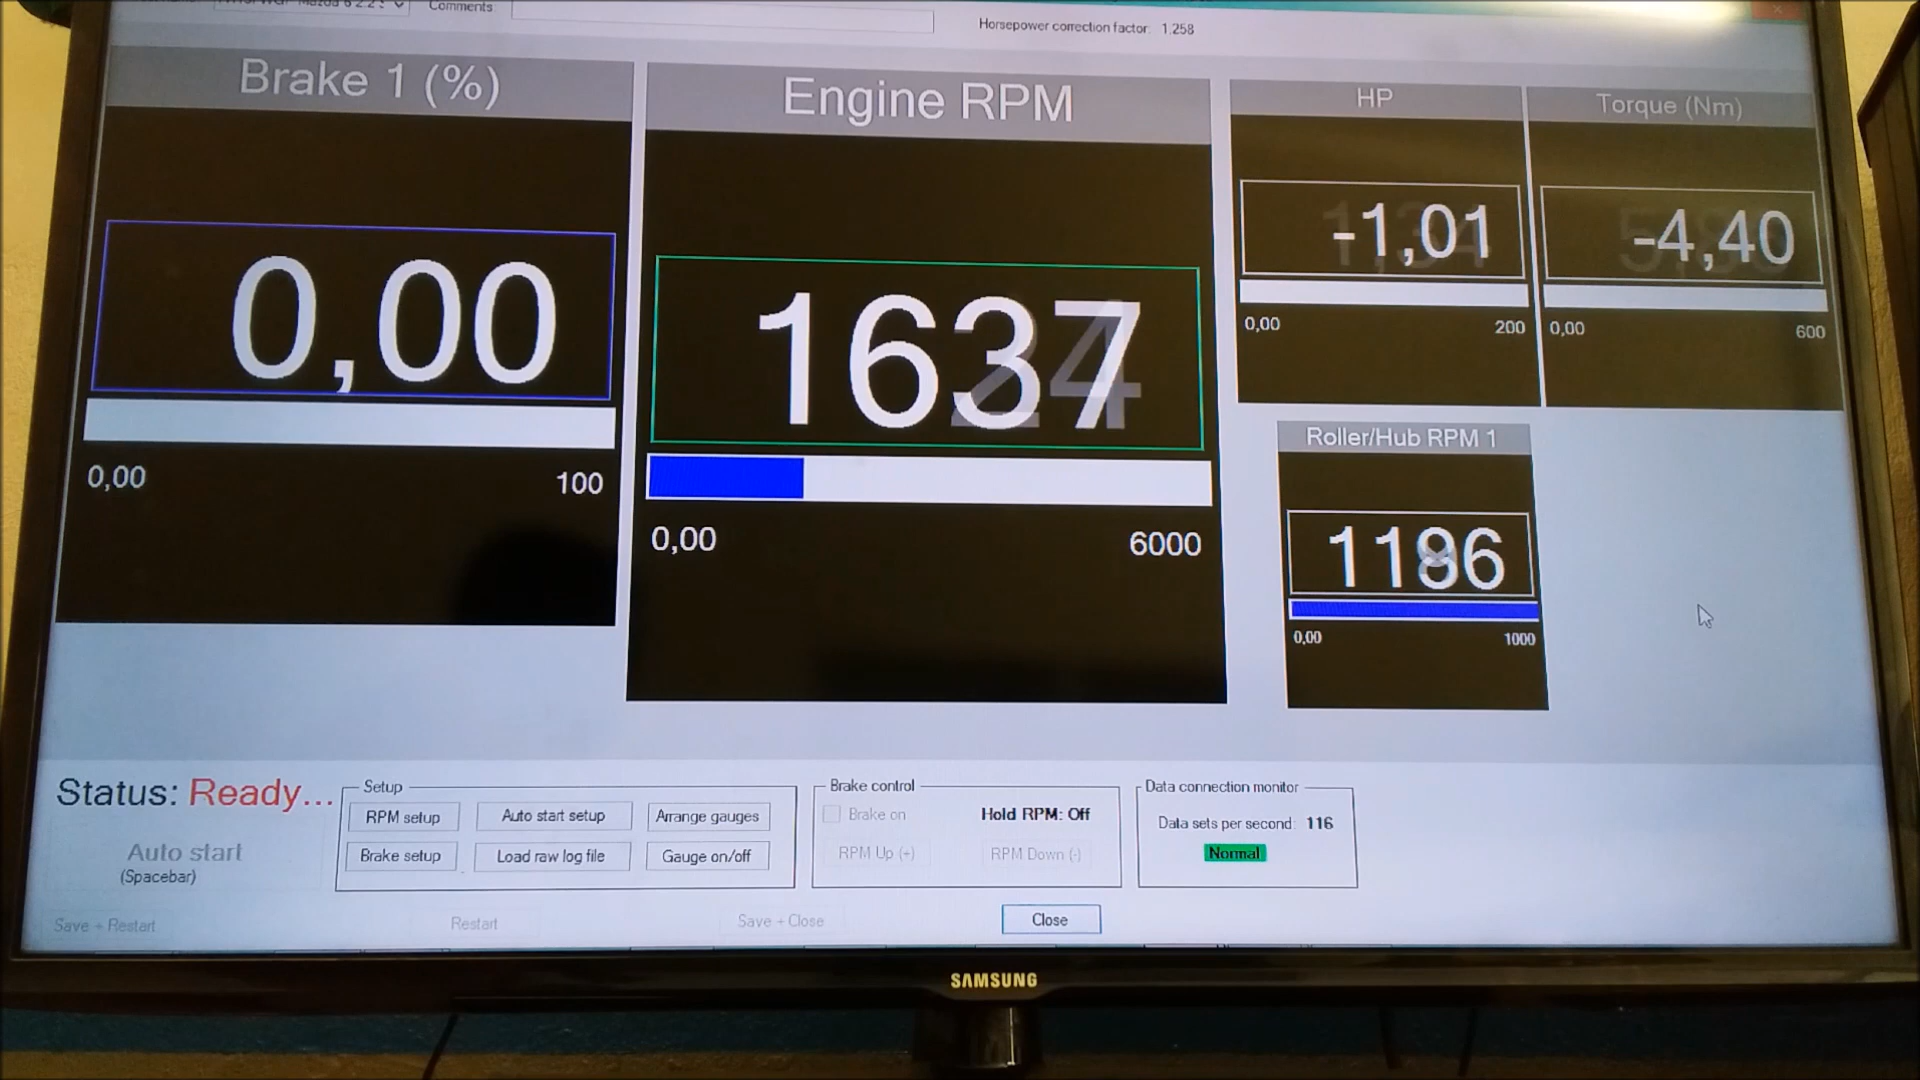 Mazda 6 2.2
Comments
Horsepower correction factor: 1.258
Brake 1 (%)
0,00
0,00
100
Engine RPM
1637
0,00
6000
HP
-1,01
0,00
200
Torque (Nm)
-4,40
0,00
600
Roller/Hub RPM 1
1186
0,00
1000
Status: Ready...
Auto start
(Spacebar)
Setup
RPM setup
Auto start setup
Arrange gauges
Brake setup
Load raw log file
Gauge on/off
Brake control
Brake on
Hold RPM: Off
RPM Up (+)
RPM Down (-)
Data connection monitor
Data sets per second: 116
Normal
Save + Restart
Restart
Save + Close
Close
SAMSUNG